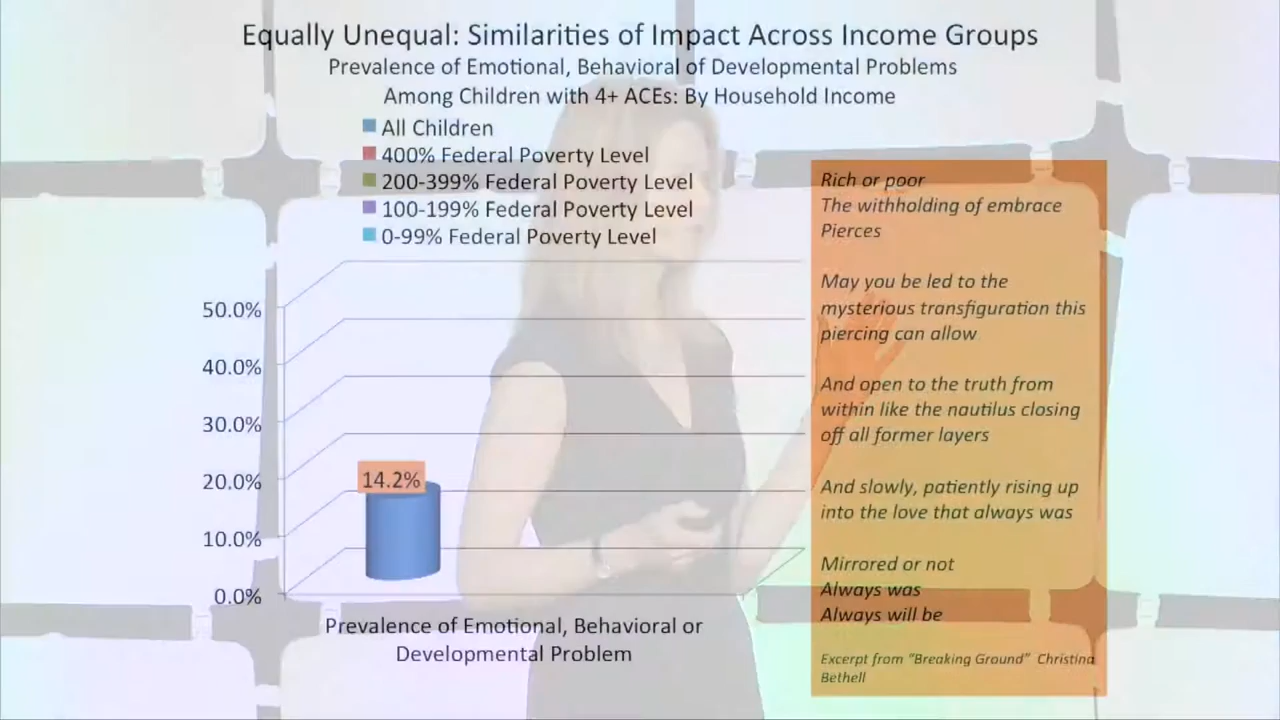 Equally Unequal: Similarities of Impact Across Income Groups
Prevalence of Emotional, Behavioral of Developmental Problems
Among Children with 4+ ACEs: By Household Income
All Children
400% Federal Poverty Level
200-399% Federal Poverty Level
100-199% Federal Poverty Level
0-99% Federal Poverty Level
50.0%
40.0%
30.0%
20.0%
10.0%
0.0%
14.2%
Prevalence of Emotional, Behavioral or
Developmental Problem
Rich or poor
The withholding of embrace
Pierces
May you be led to the
mysterious transfiguration this
piercing can allow
And open to the truth from
within like the nautilus closing
off all former layers
And slowly, patiently rising up
into the love that always was
Mirrored or not
Always was
Always will be
Excerpt from “Breaking Ground” Christina
Bethell